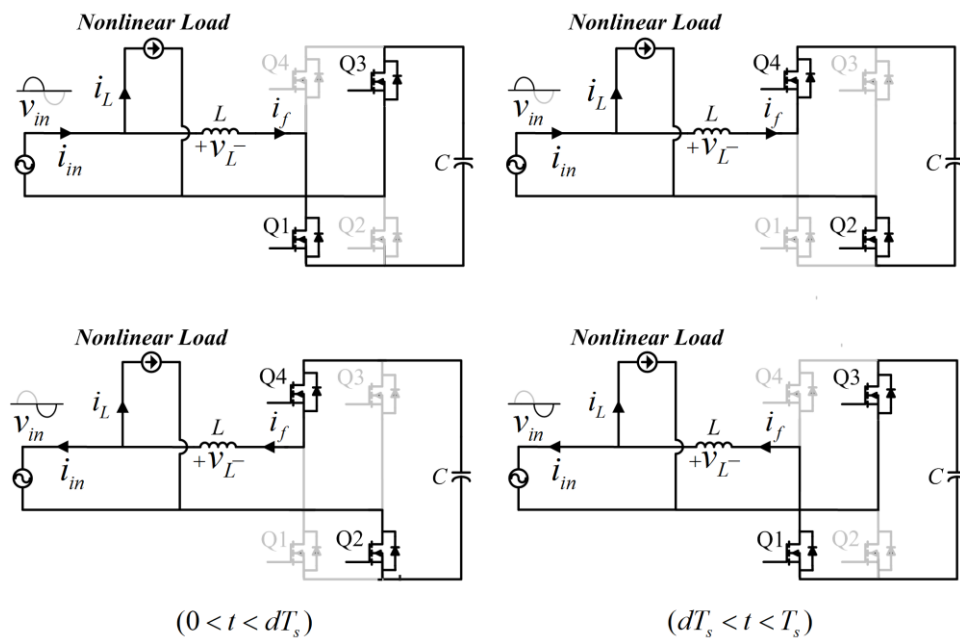 Nonlinear Load
Q4
Q3
i_L
L
i_f
v_in
+v_L−
i_in
C
Q1
Q2
Nonlinear Load
Q4
Q3
i_L
L
i_f
v_in
+v_L−
i_in
C
Q1
Q2
Nonlinear Load
Q4
Q3
i_L
L
i_f
v_in
+v_L−
i_in
C
Q1
Q2
Nonlinear Load
Q4
Q3
i_L
L
i_f
v_in
+v_L−
i_in
C
Q1
Q2
(0 < t < dT_s)
(dT_s < t < T_s)